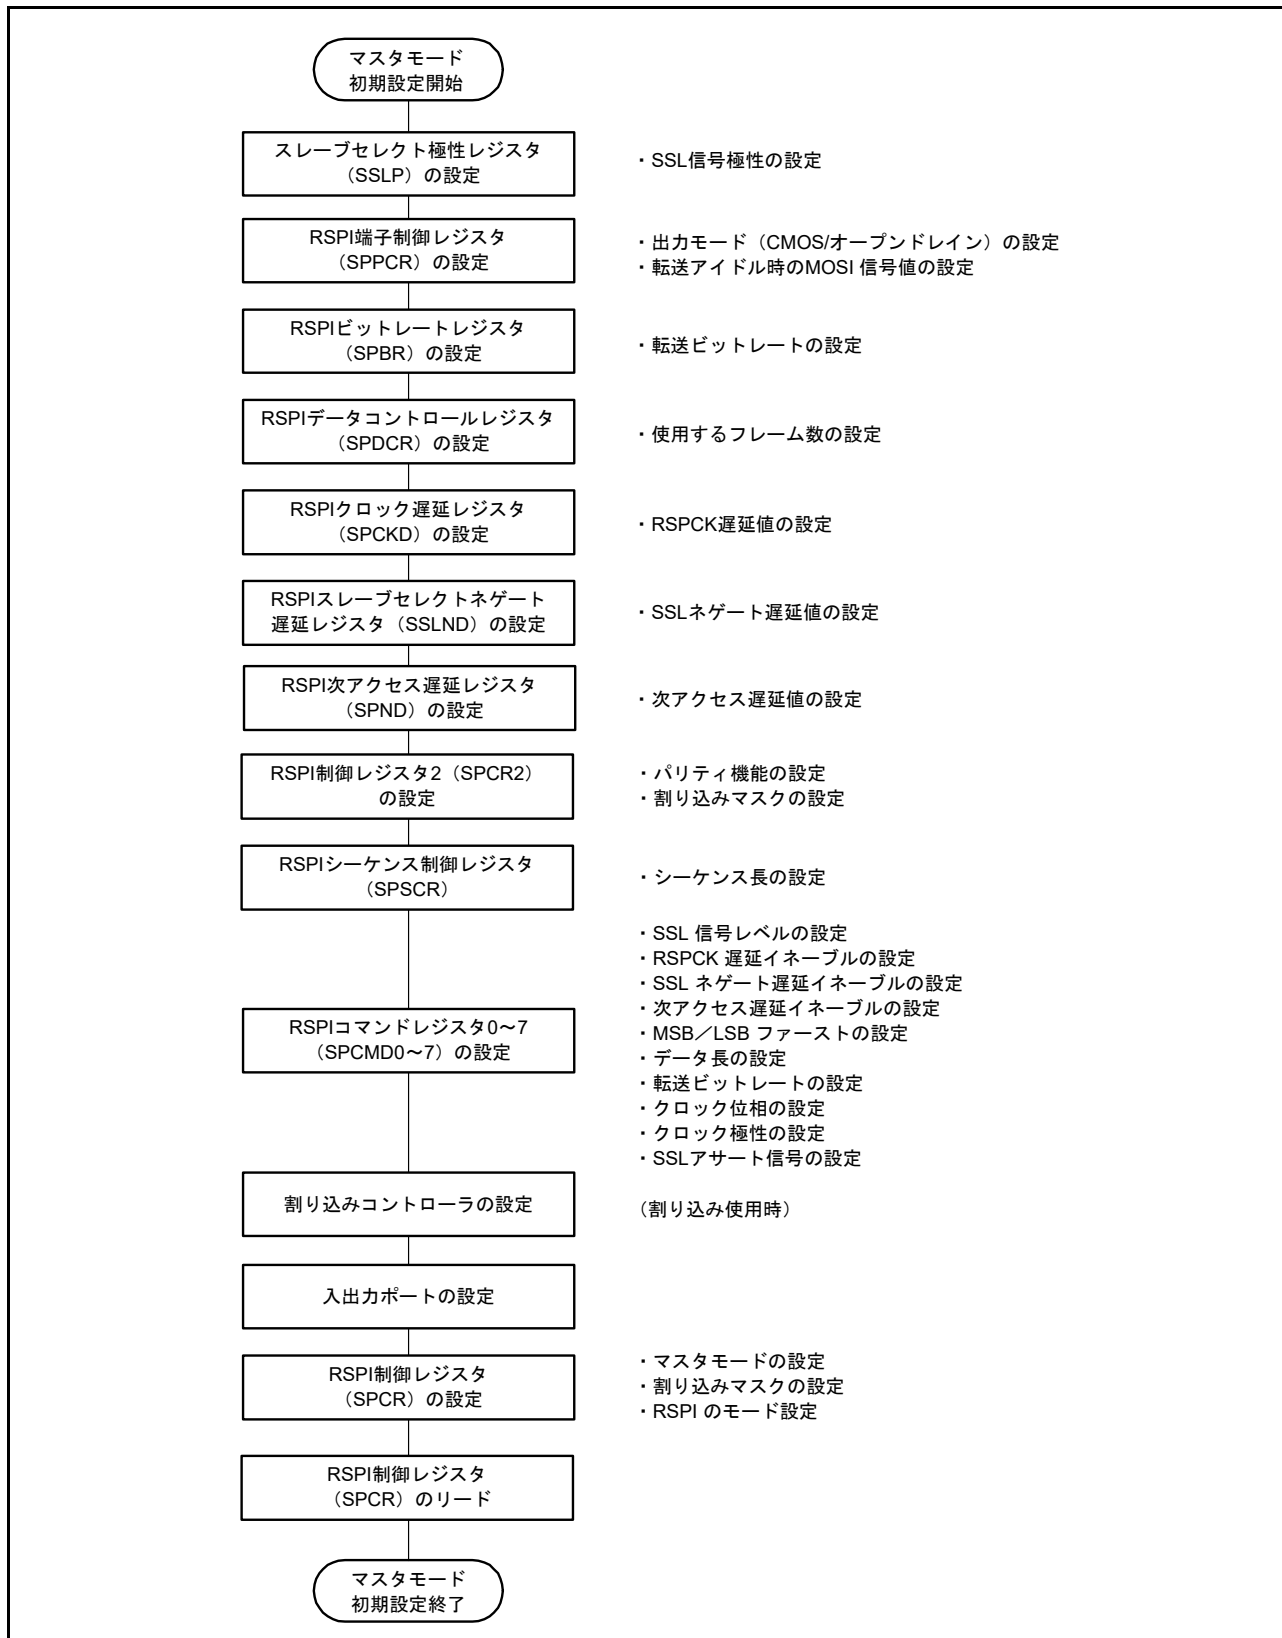 マスタモード
初期設定開始
スレーブセレクト極性レジスタ
（SSLP）の設定
・SSL信号極性の設定
RSPI端子制御レジスタ
（SPPCR）の設定
・出力モード（CMOS/オープンドレイン）の設定
・転送アイドル時のMOSI 信号値の設定
RSPIビットレートレジスタ
（SPBR）の設定
・転送ビットレートの設定
RSPIデータコントロールレジスタ
（SPDCR）の設定
・使用するフレーム数の設定
RSPIクロック遅延レジスタ
（SPCKD）の設定
・RSPCK遅延値の設定
RSPIスレーブセレクトネゲート
遅延レジスタ（SSLND）の設定
・SSLネゲート遅延値の設定
RSPI次アクセス遅延レジスタ
（SPND）の設定
・次アクセス遅延値の設定
RSPI制御レジスタ2（SPCR2）
の設定
・パリティ機能の設定
・割り込みマスクの設定
RSPIシーケンス制御レジスタ
（SPSCR）
・シーケンス長の設定
RSPIコマンドレジスタ0～7
（SPCMD0～7）の設定
・SSL 信号レベルの設定
・RSPCK 遅延イネーブルの設定
・SSL ネゲート遅延イネーブルの設定
・次アクセス遅延イネーブルの設定
・MSB／LSB ファーストの設定
・データ長の設定
・転送ビットレートの設定
・クロック位相の設定
・クロック極性の設定
・SSLアサート信号の設定
割り込みコントローラの設定
（割り込み使用時）
入出力ポートの設定
RSPI制御レジスタ
（SPCR）の設定
・マスタモードの設定
・割り込みマスクの設定
・RSPI のモード設定
RSPI制御レジスタ
（SPCR）のリード
マスタモード
初期設定終了